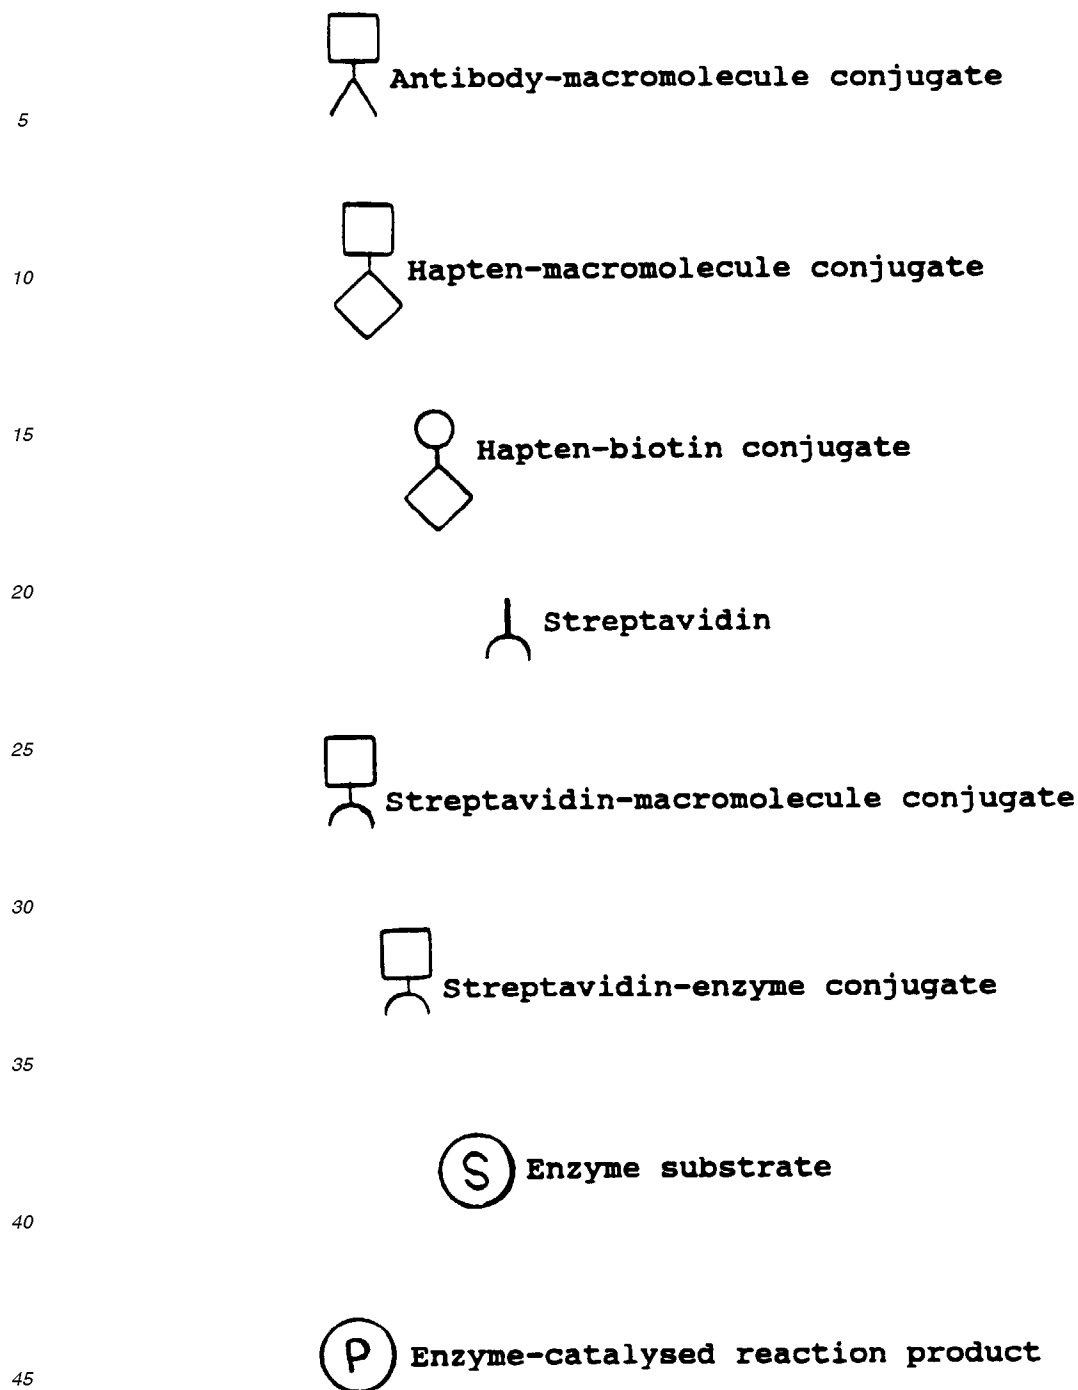 Antibody-macromolecule conjugate
5
10
Hapten-macromolecule conjugate
15
Hapten-biotin conjugate
20
Streptavidin
25
Streptavidin-macromolecule conjugate
30
Streptavidin-enzyme conjugate
35
S Enzyme substrate
40
P Enzyme-catalysed reaction product
45